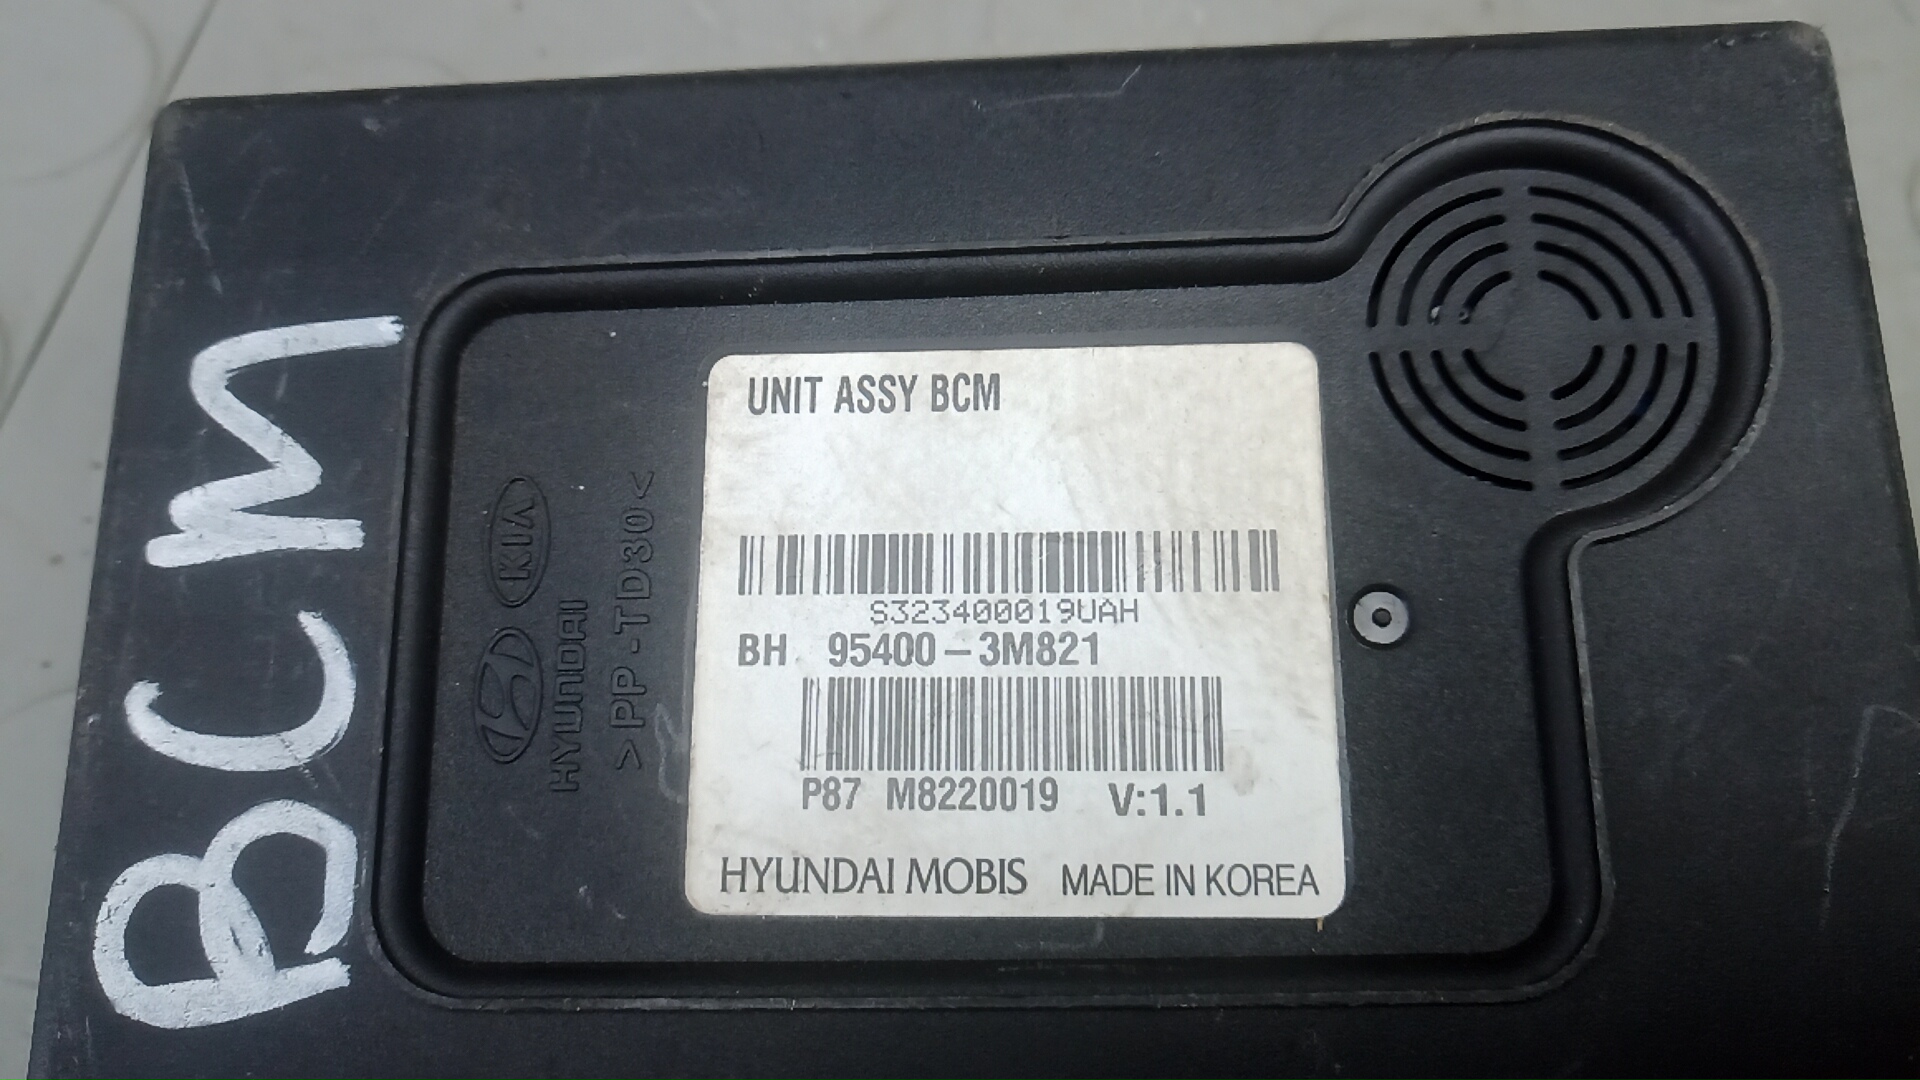 BCM
KIA
HYUNDAI
>PP-TD30<
UNIT ASSY BCM
S323400019UAH
BH 95400-3M821
P87 M8220019 V:1.1
HYUNDAI MOBIS MADE IN KOREA